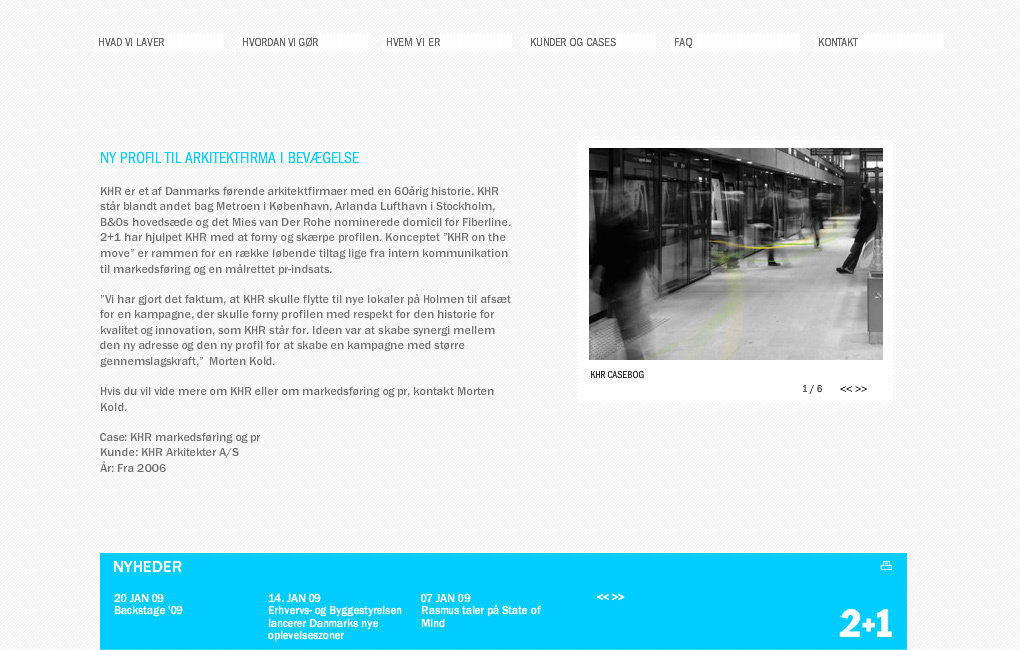 HVAD VI LAVER
HVORDAN VI GØR
HVEM VI ER
KUNDER OG CASES
FAQ
KONTAKT
NY PROFIL TIL ARKITEKTFIRMA I BEVÆGELSE
KHR er et af Danmarks førende arkitektfirmaer med en 60årig historie. KHR
står blandt andet bag Metroen i København, Arlanda Lufthavn i Stockholm,
B&Os hovedsæde og det Mies van Der Rohe nominerede domicil for Fiberline.
2+1 har hjulpet KHR med at forny og skærpe profilen. Konceptet ”KHR on the
move” er rammen for en række løbende tiltag lige fra intern kommunikation
til markedsføring og en målrettet pr-indsats.
”Vi har gjort det faktum, at KHR skulle flytte til nye lokaler på Holmen til afsæt
for en kampagne, der skulle forny profilen med respekt for den historie for
kvalitet og innovation, som KHR står for. Ideen var at skabe synergi mellem
den ny adresse og den ny profil for at skabe en kampagne med større
gennemslagskraft,” Morten Kold.
Hvis du vil vide mere om KHR eller om markedsføring og pr, kontakt Morten
Kold.
Case: KHR markedsføring og pr
Kunde: KHR Arkitekter A/S
År: Fra 2006
KHR CASEBOG
1 / 6 << >>
NYHEDER
20 JAN 09
Backstage '09
14. JAN 09
Erhvervs- og Byggestyrelsen
lancerer Danmarks nye
oplevelseszoner
07 JAN 09
Rasmus taler på State of
Mind
<< >>
2+1